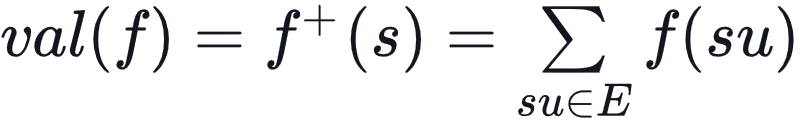 val(f) = f⁺(s) = ∑_{su∈E} f(su)